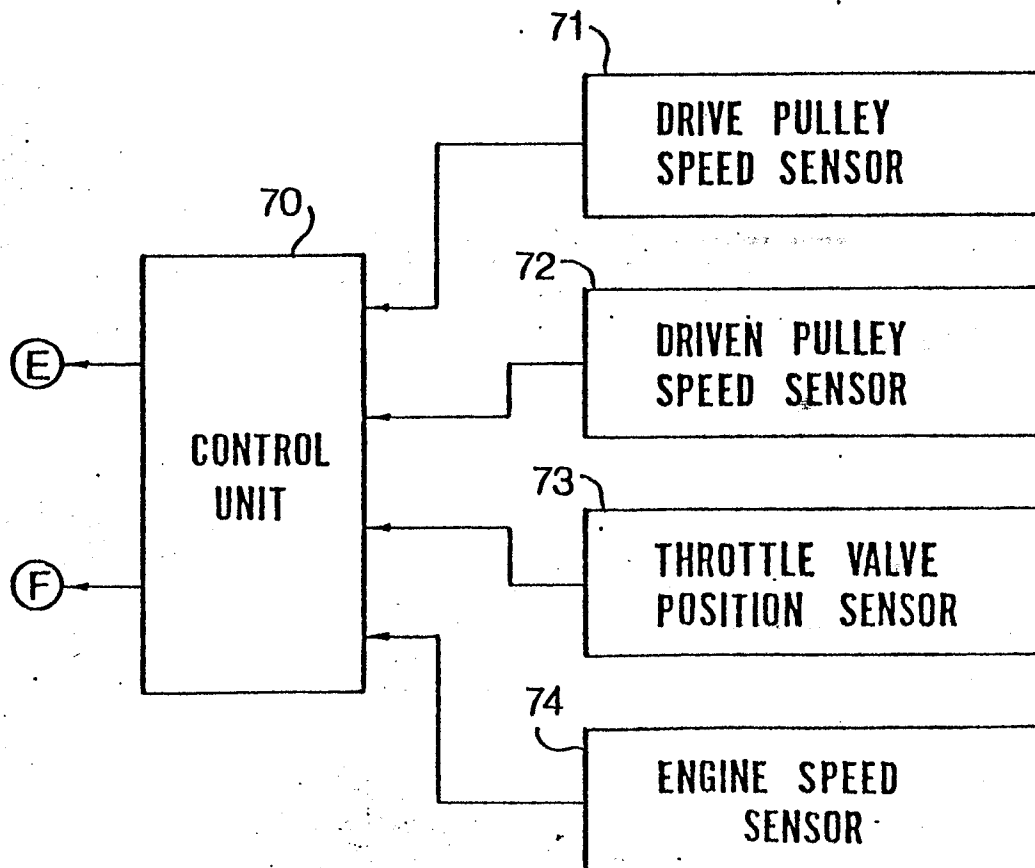 71
DRIVE PULLEY
SPEED SENSOR
70
72
DRIVEN PULLEY
SPEED SENSOR
E
CONTROL
UNIT
73
THROTTLE VALVE
POSITION SENSOR
F
74
ENGINE SPEED
SENSOR